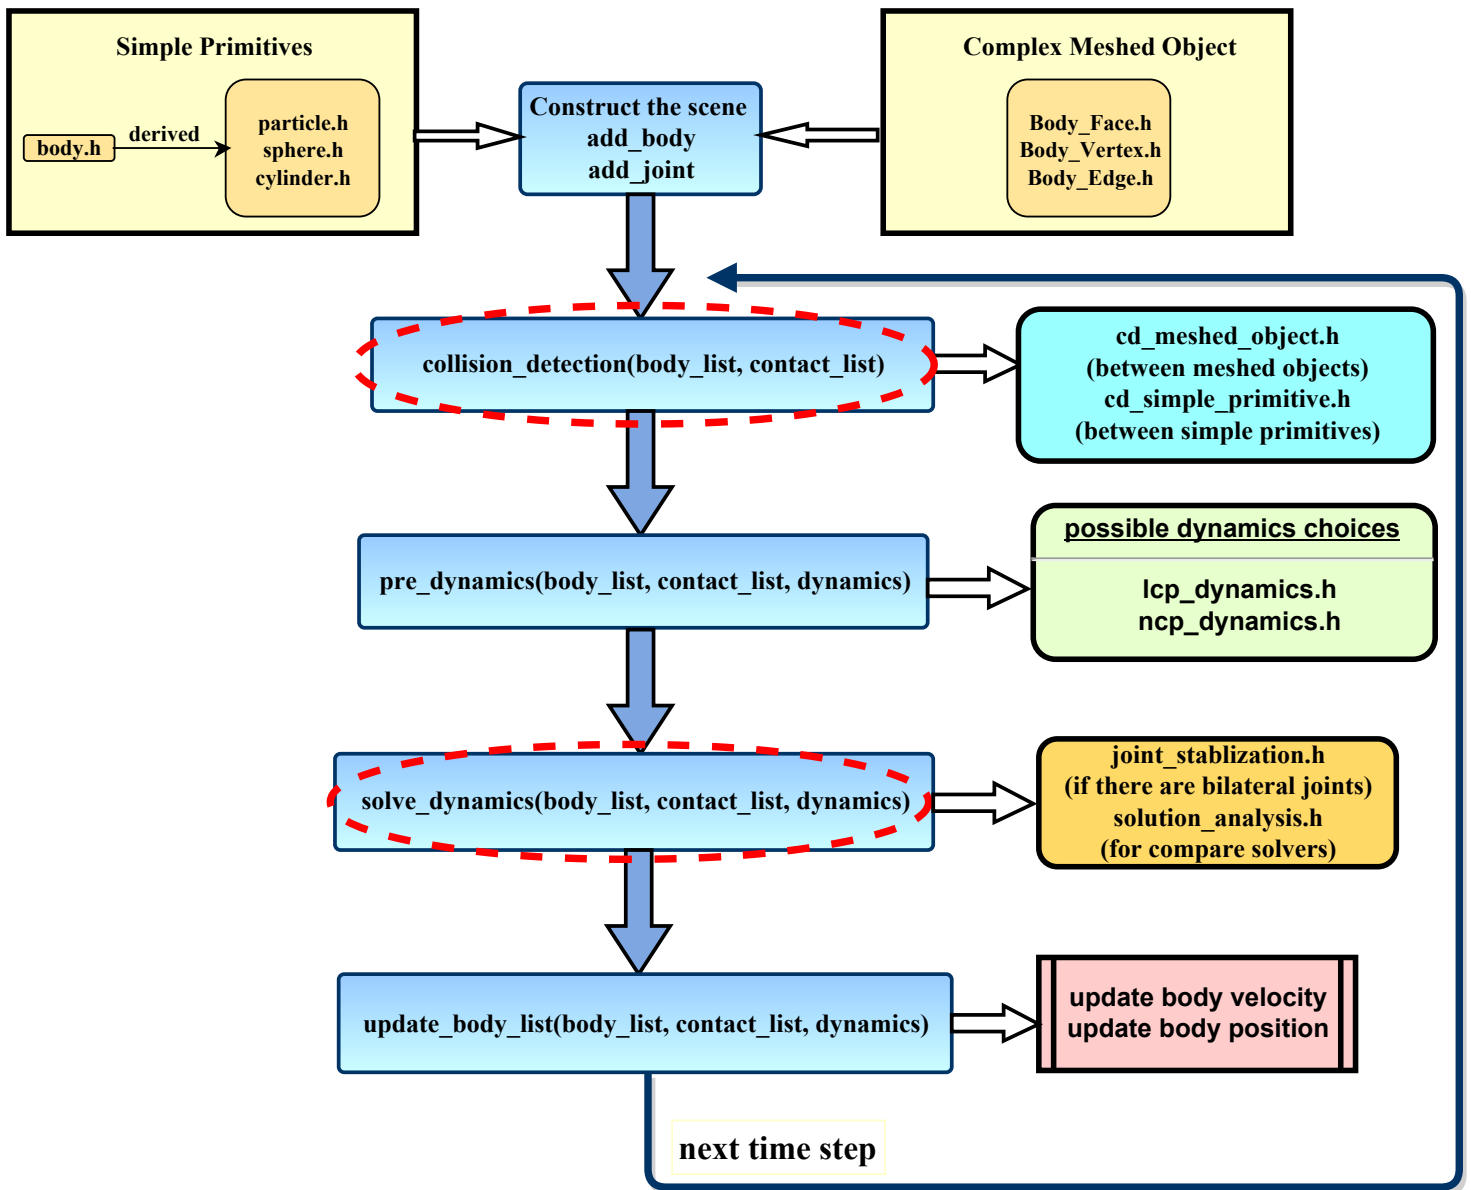 Simple Primitives
body.h
derived
particle.h
sphere.h
cylinder.h
Construct the scene
add_body
add_joint
Complex Meshed Object
Body_Face.h
Body_Vertex.h
Body_Edge.h
collision_detection(body_list, contact_list)
cd_meshed_object.h
(between meshed objects)
cd_simple_primitive.h
(between simple primitives)
pre_dynamics(body_list, contact_list, dynamics)
possible dynamics choices
lcp_dynamics.h
ncp_dynamics.h
solve_dynamics(body_list, contact_list, dynamics)
joint_stablization.h
(if there are bilateral joints)
solution_analysis.h
(for compare solvers)
update_body_list(body_list, contact_list, dynamics)
update body velocity
update body position
next time step